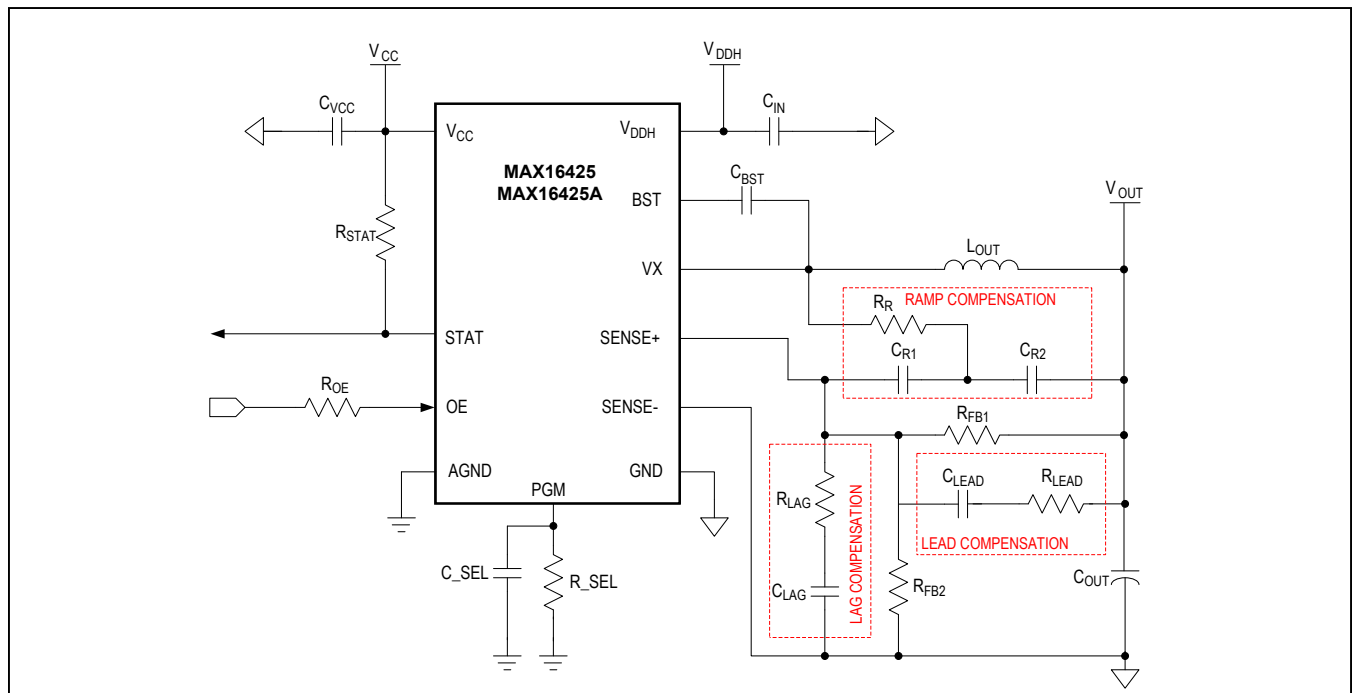 VCC
VDDH
CVCC
CIN
VCC
VDDH
MAX16425
MAX16425A
CBST
BST
VOUT
RSTAT
LOUT
VX
RAMP COMPENSATION
RR
STAT
SENSE+
CR1
CR2
ROE
OE
SENSE-
RFB1
AGND
GND
CLEAD
RLEAD
PGM
RLAG
LEAD COMPENSATION
LAG COMPENSATION
C_SEL
R_SEL
CLAG
RFB2
COUT